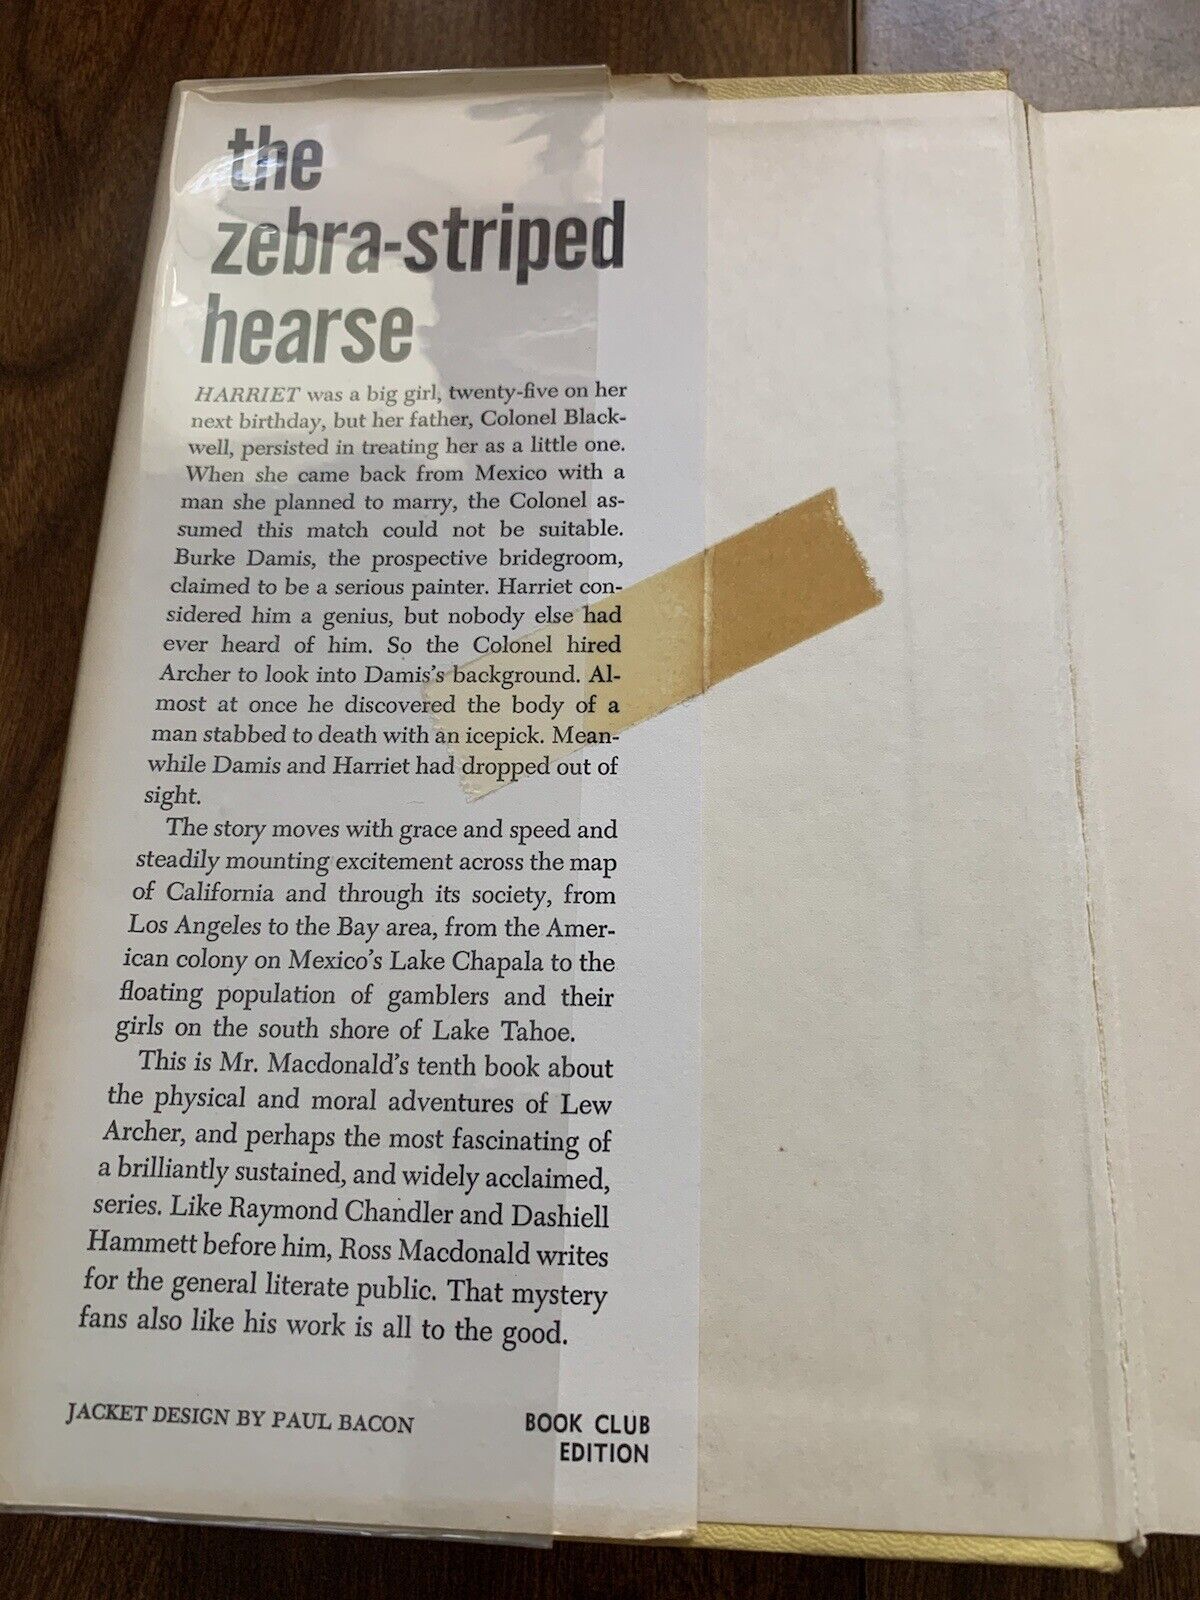 the
zebra-striped
hearse
HARRIET was a big girl, twenty-five on her
next birthday, but her father, Colonel Black-
well, persisted in treating her as a little one.
When she came back from Mexico with a
man she planned to marry, the Colonel as-
sumed this match could not be suitable.
Burke Damis, the prospective bridegroom,
claimed to be a serious painter. Harriet con-
sidered him a genius, but nobody else had
ever heard of him. So the Colonel hired
Archer to look into Damis's background. Al-
most at once he discovered the body of a
man stabbed to death with an icepick. Mean-
while Damis and Harriet had dropped out of
sight.
The story moves with grace and speed and
steadily mounting excitement across the map
of California and through its society, from
Los Angeles to the Bay area, from the Amer-
ican colony on Mexico's Lake Chapala to the
floating population of gamblers and their
girls on the south shore of Lake Tahoe.
This is Mr. Macdonald's tenth book about
the physical and moral adventures of Lew
Archer, and perhaps the most fascinating of
a brilliantly sustained, and widely acclaimed,
series. Like Raymond Chandler and Dashiell
Hammett before him, Ross Macdonald writes
for the general literate public. That mystery
fans also like his work is all to the good.
JACKET DESIGN BY PAUL BACON
BOOK CLUB
EDITION